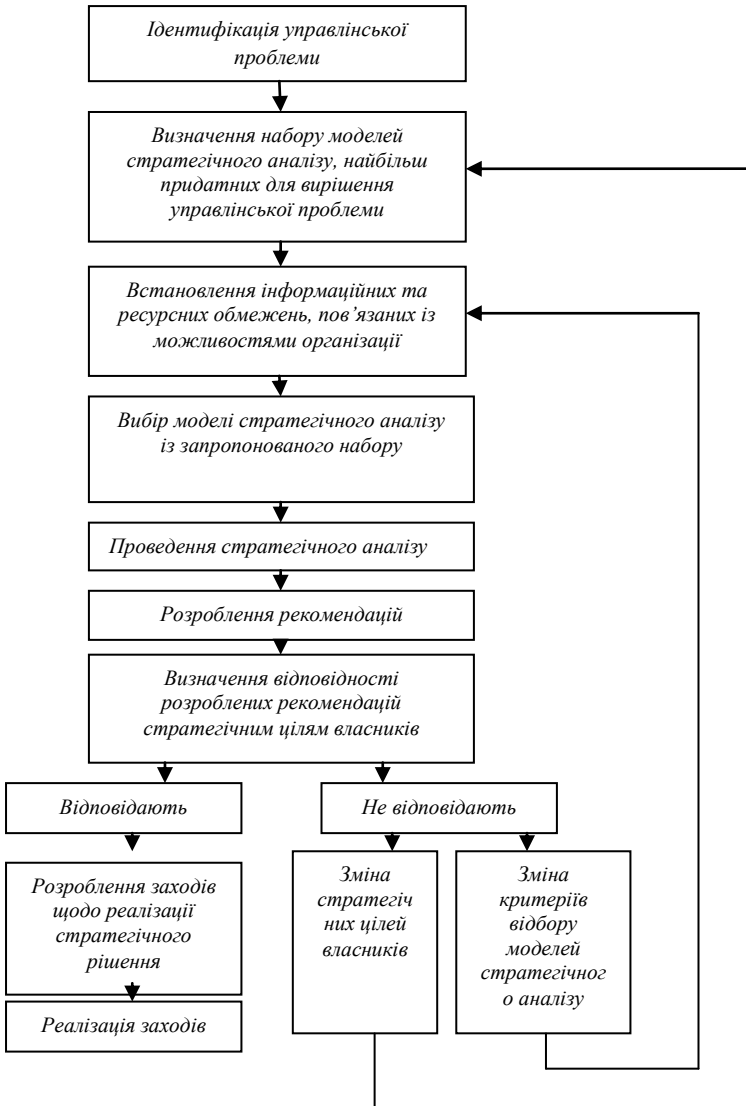 Ідентифікація управлінської
проблеми
Визначення набору моделей
стратегічного аналізу, найбільш
придатних для вирішення
управлінської проблеми
Встановлення інформаційних та
ресурсних обмежень, пов’язаних із
можливостями організації
Вибір моделі стратегічного аналізу
із запропонованого набору
Проведення стратегічного аналізу
Розроблення рекомендацій
Визначення відповідності
розроблених рекомендацій
стратегічним цілям власників
Відповідають
Не відповідають
Розроблення заходів
щодо реалізації
стратегічного
рішення
Зміна
стратегіч
них цілей
власників
Зміна
критеріїв
відбору
моделей
стратегічног
о аналізу
Реалізація заходів